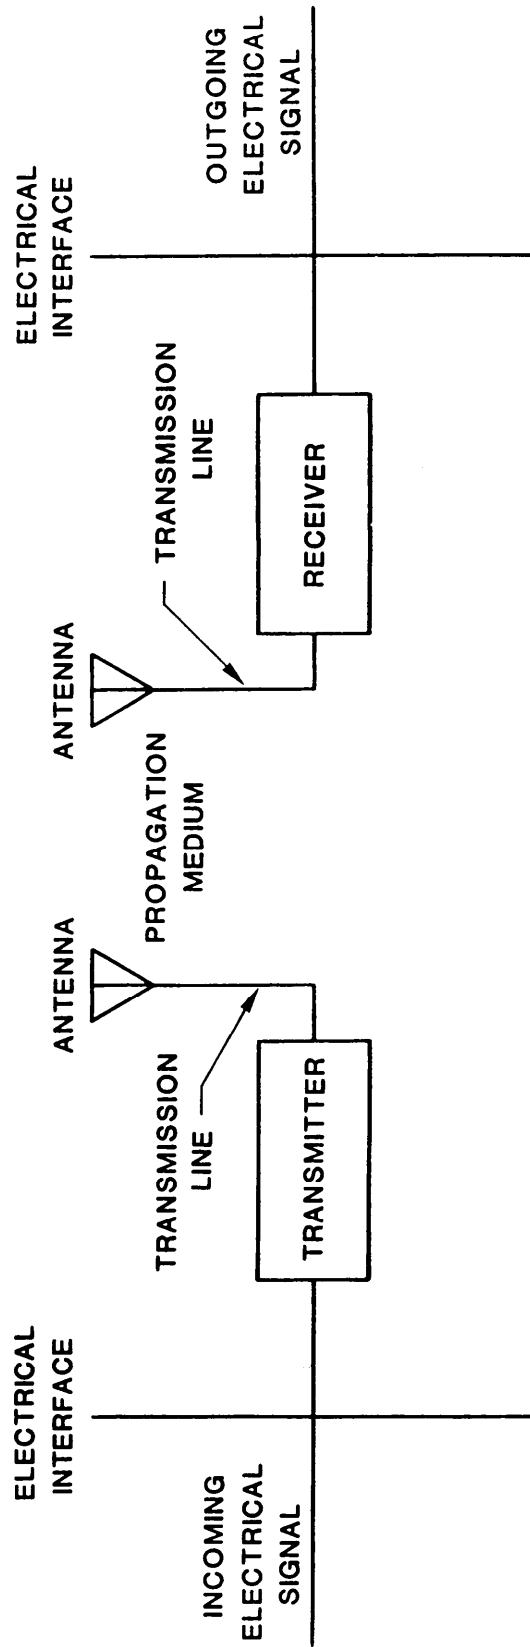 ELECTRICAL
INTERFACE
ELECTRICAL
INTERFACE
ANTENNA
ANTENNA
TRANSMISSION
LINE
PROPAGATION
MEDIUM
TRANSMISSION
LINE
INCOMING
ELECTRICAL
SIGNAL
TRANSMITTER
RECEIVER
OUTGOING
ELECTRICAL
SIGNAL